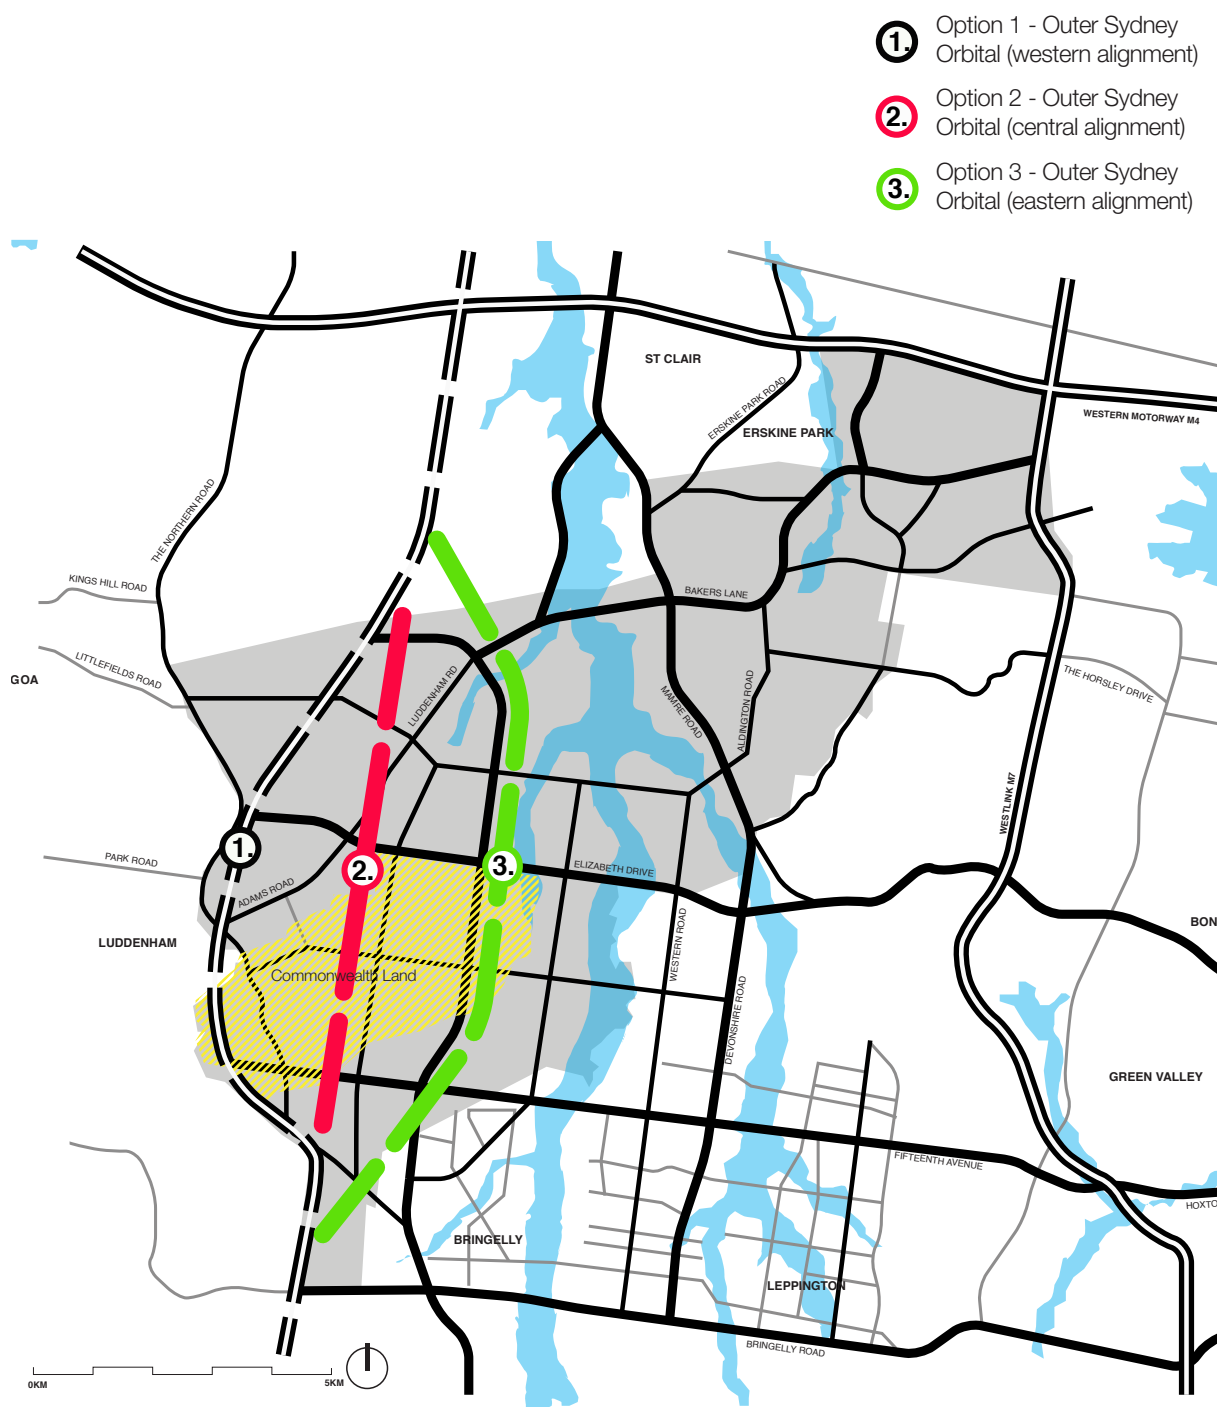 1.
Option 1 - Outer Sydney
Orbital (western alignment)
2.
Option 2 - Outer Sydney
Orbital (central alignment)
3.
Option 3 - Outer Sydney
Orbital (eastern alignment)
ST CLAIR
ERSKINE PARK ROAD
WESTERN MOTORWAY M4
ERSKINE PARK
THE NORTHERN ROAD
KINGS HILL ROAD
BAKERS LANE
LITTLEFIELDS ROAD
GOA
LUDDENHAM RD
MAMRE ROAD
ALDINGTON ROAD
THE HORSLEY DRIVE
WESTLINK M7
1.
PARK ROAD
2.
3.
ELIZABETH DRIVE
ADAMS ROAD
BON
LUDDENHAM
WESTERN ROAD
Commonwealth Land
DEVONSHIRE ROAD
GREEN VALLEY
FIFTEENTH AVENUE
HOXTO
BRINGELLY
LEPPINGTON
BRINGELLY ROAD
0KM
5KM